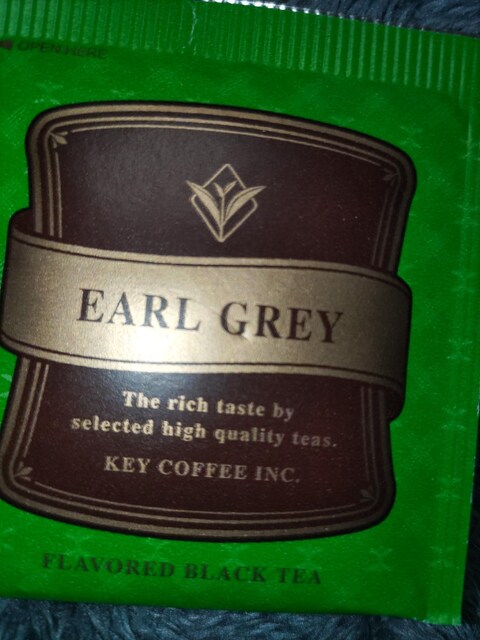 OPEN HERE
EARL GREY
The rich taste by
selected high quality teas.
KEY COFFEE INC.
FLAVORED BLACK TEA